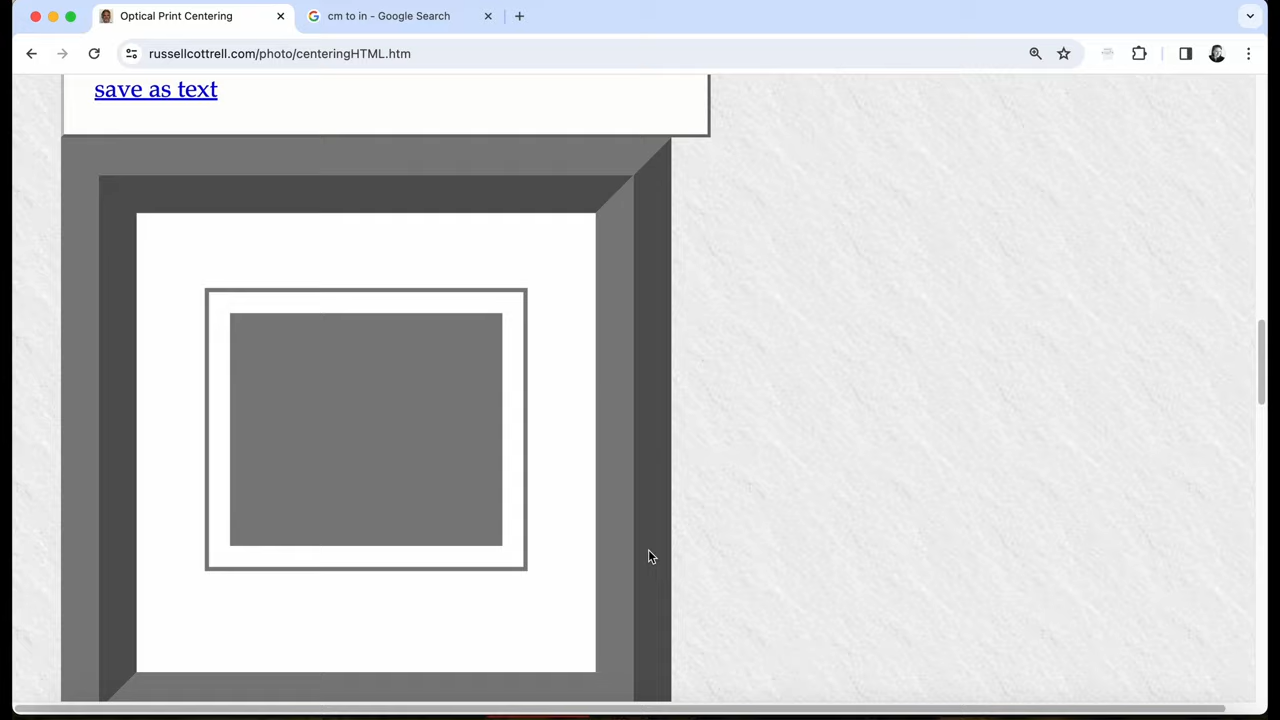 Optical Print Centering
cm to in - Google Search
russellcottrell.com/photo/centeringHTML.htm
save as text